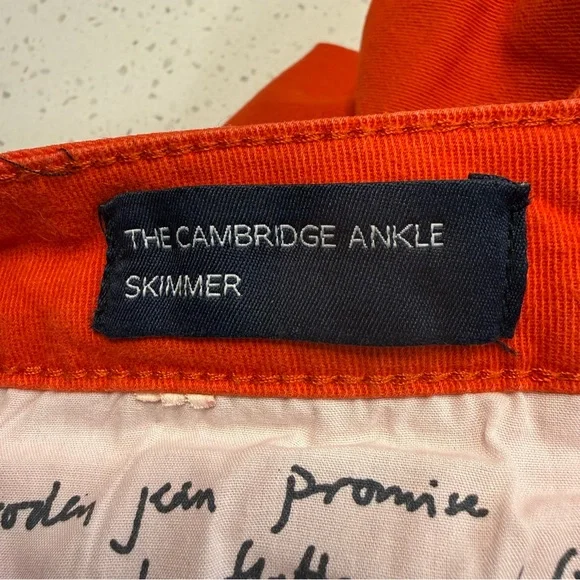 THE CAMBRIDGE ANKLE
SKIMMER
jean promise